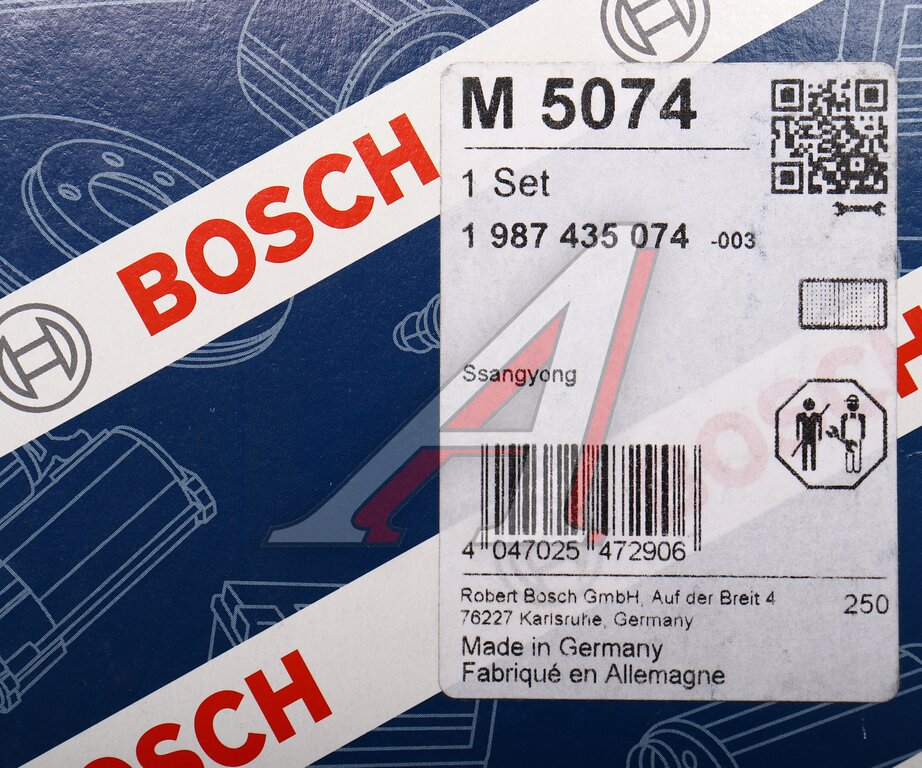 BOSCH
M 5074
1 Set
1 987 435 074 -003
Ssangyong
4 047025 472906
Robert Bosch GmbH, Auf der Breit 4
76227 Karlsruhe, Germany
250
Made in Germany
Fabriqué en Allemagne
BOSCH
BOSCH